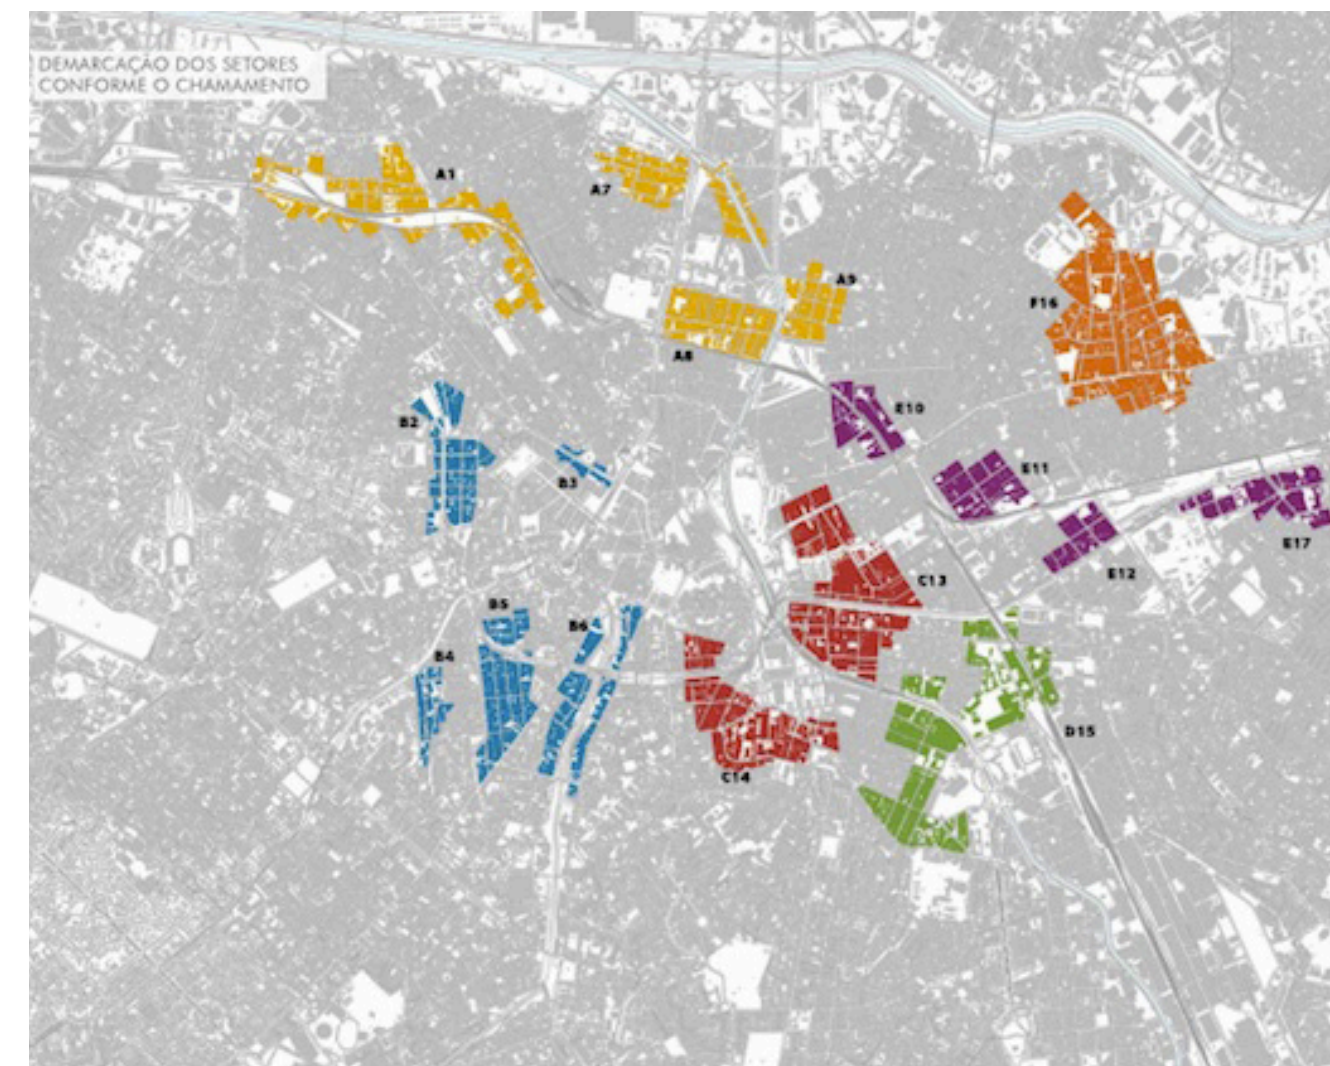 DEMARCAÇÃO DOS SETORES
CONFORME O CHAMAMENTO
A1
A7
A9
F16
A8
E10
B2
E11
B3
E17
E12
C13
B5
B6
B4
D15
C14